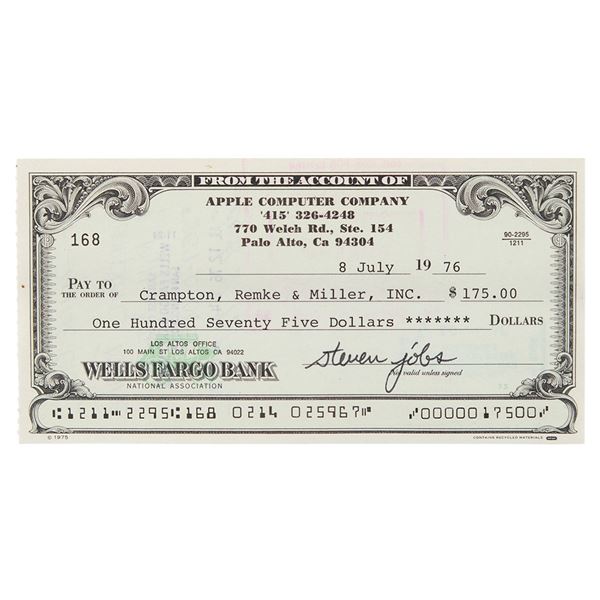 FROM THE ACCOUNT OF
APPLE COMPUTER COMPANY
'415' 326-4248
770 Welch Rd., Ste. 154
Palo Alto, Ca 94304
168
90-2295
1211
8 July 19 76
PAY TO
THE ORDER OF Crampton, Remke & Miller, INC. $ 175.00
One Hundred Seventy Five Dollars ******* DOLLARS
LOS ALTOS OFFICE
100 MAIN ST LOS ALTOS CA 94022
WELLS FARGO BANK
NATIONAL ASSOCIATION
steven jobs
Not valid unless signed
⑆1211⑉2295⑆168 0214 025967⑈ ⑇0000017500⑇
© 1975
CONTAINS RECYCLED MATERIALS